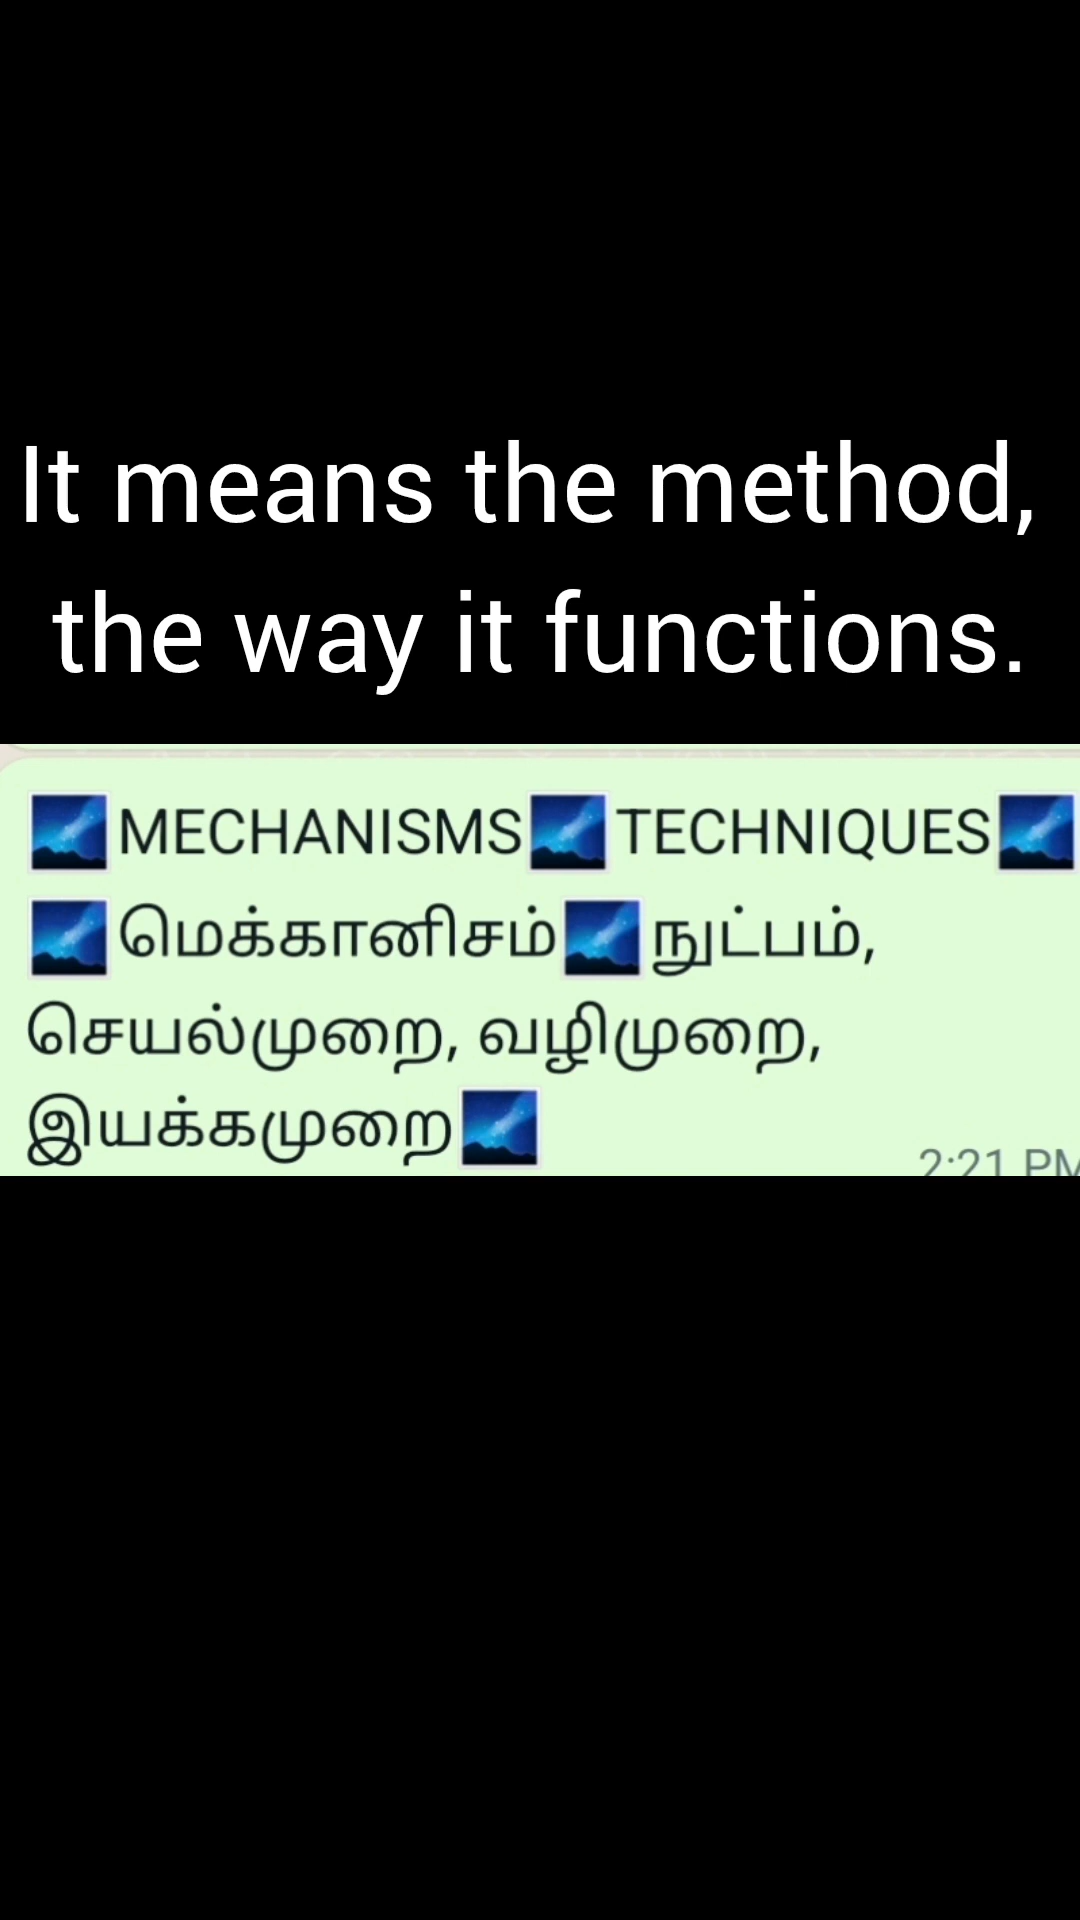 It means the method,
the way it functions.
🌌MECHANISMS🌌TECHNIQUES🌌
🌌மெக்கானிசம்🌌நுட்பம்,
செயல்முறை, வழிமுறை,
இயக்கமுறை🌌
2:21 PM